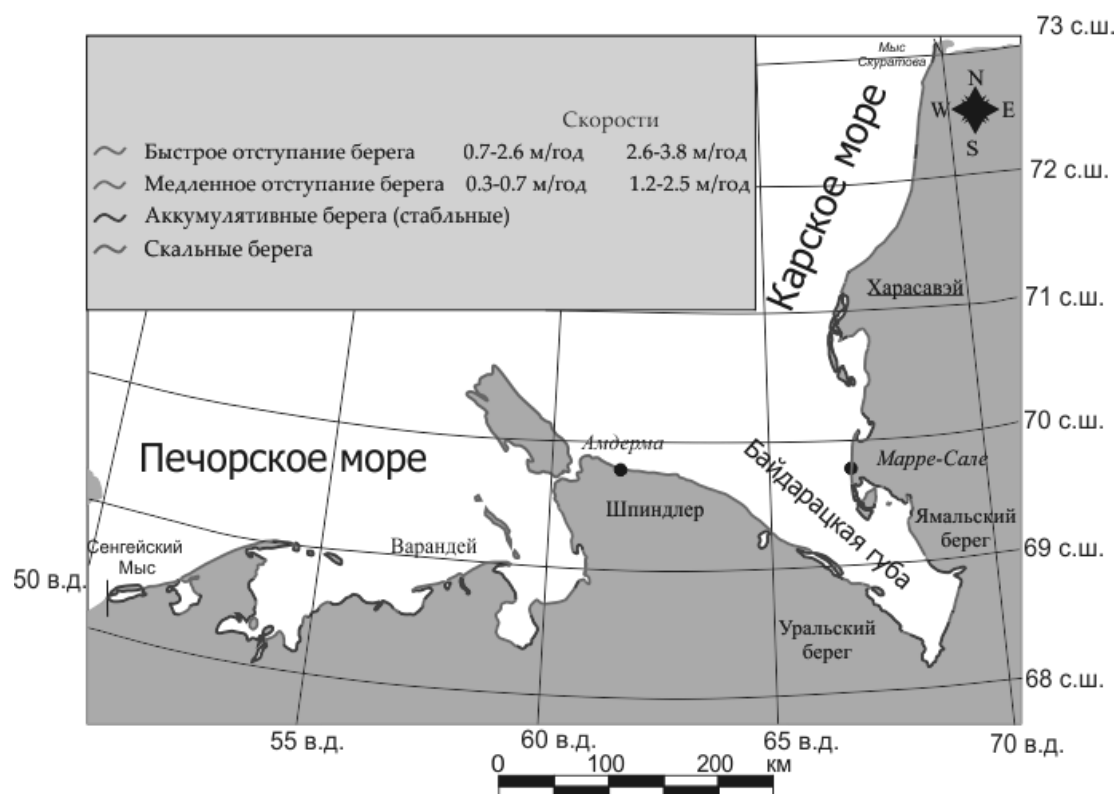 73 с.ш.
Мыс
Скуратова
N
W E
S
Скорости
Быстрое отступание берега 0.7-2.6 м/год 2.6-3.8 м/год
Медленное отступание берега 0.3-0.7 м/год 1.2-2.5 м/год
Аккумулятивные берега (стабльные)
Скальные берега
Карское море
72 с.ш.
Харасавэй
71 с.ш.
70 с.ш.
Печорское море
Амдерма
Байдарацкая губа
Марре-Сале
Шпиндлер
Ямальский
берег
Сенгейский
Мыс
Варандей
69 с.ш.
50 в.д.
Уральский
берег
68 с.ш.
55 в.д.
60 в.д.
65 в.д.
70 в.д.
0 100 200 км